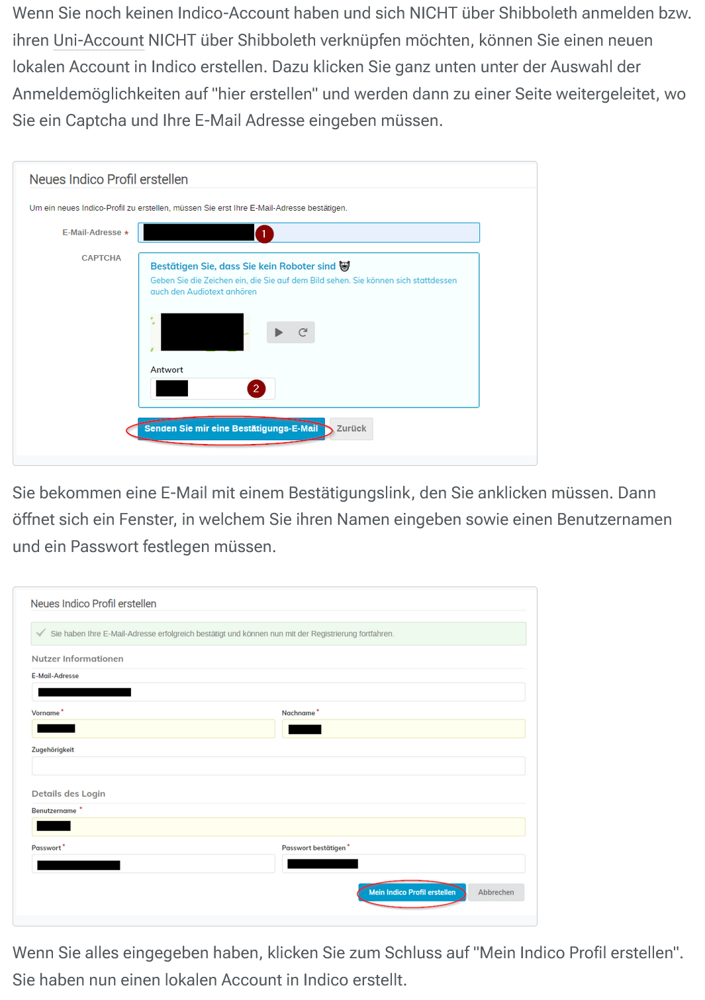 Wenn Sie noch keinen Indico-Account haben und sich NICHT über Shibboleth anmelden bzw.
ihren Uni-Account NICHT über Shibboleth verknüpfen möchten, können Sie einen neuen
lokalen Account in Indico erstellen. Dazu klicken Sie ganz unten unter der Auswahl der
Anmeldemöglichkeiten auf "hier erstellen" und werden dann zu einer Seite weitergeleitet, wo
Sie ein Captcha und Ihre E-Mail Adresse eingeben müssen.
Neues Indico Profil erstellen
Um ein neues Indico-Profil zu erstellen, müssen Sie erst Ihre E-Mail-Adresse bestätigen.
E-Mail-Adresse * 1
CAPTCHA
Bestätigen Sie, dass Sie kein Roboter sind
Geben Sie die Zeichen ein, die Sie auf dem Bild sehen. Sie können sich stattdessen
auch den Audiotext anhören
Antwort
2
Senden Sie mir eine Bestätigungs-E-Mail Zurück
Sie bekommen eine E-Mail mit einem Bestätigungslink, den Sie anklicken müssen. Dann
öffnet sich ein Fenster, in welchem Sie ihren Namen eingeben sowie einen Benutzernamen
und ein Passwort festlegen müssen.
Neues Indico Profil erstellen
Sie haben Ihre E-Mail-Adresse erfolgreich bestätigt und können nun mit der Registrierung fortfahren.
Nutzer Informationen
E-Mail-Adresse
Vorname * Nachname *
Zugehörigkeit
Details des Login
Benutzername *
Passwort * Passwort bestätigen *
Mein Indico Profil erstellen Abbrechen
Wenn Sie alles eingegeben haben, klicken Sie zum Schluss auf "Mein Indico Profil erstellen".
Sie haben nun einen lokalen Account in Indico erstellt.